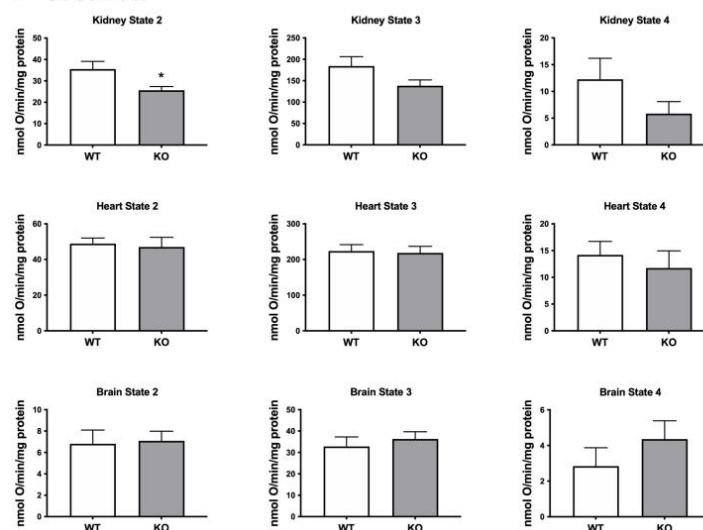 Kidney State 2
nmol O/min/mg protein
50
40
30
20
10
0
*
WT KO
Kidney State 3
nmol O/min/mg protein
250
200
150
100
50
0
WT KO
Kidney State 4
nmol O/min/mg protein
20
15
10
5
0
WT KO
Heart State 2
nmol O/min/mg protein
60
40
20
0
WT KO
Heart State 3
nmol O/min/mg protein
300
200
100
0
WT KO
Heart State 4
nmol O/min/mg protein
20
15
10
5
0
WT KO
Brain State 2
nmol O/min/mg protein
8
6
4
2
0
WT KO
Brain State 3
nmol O/min/mg protein
50
40
30
20
10
0
WT KO
Brain State 4
nmol O/min/mg protein
6
4
2
0
WT KO